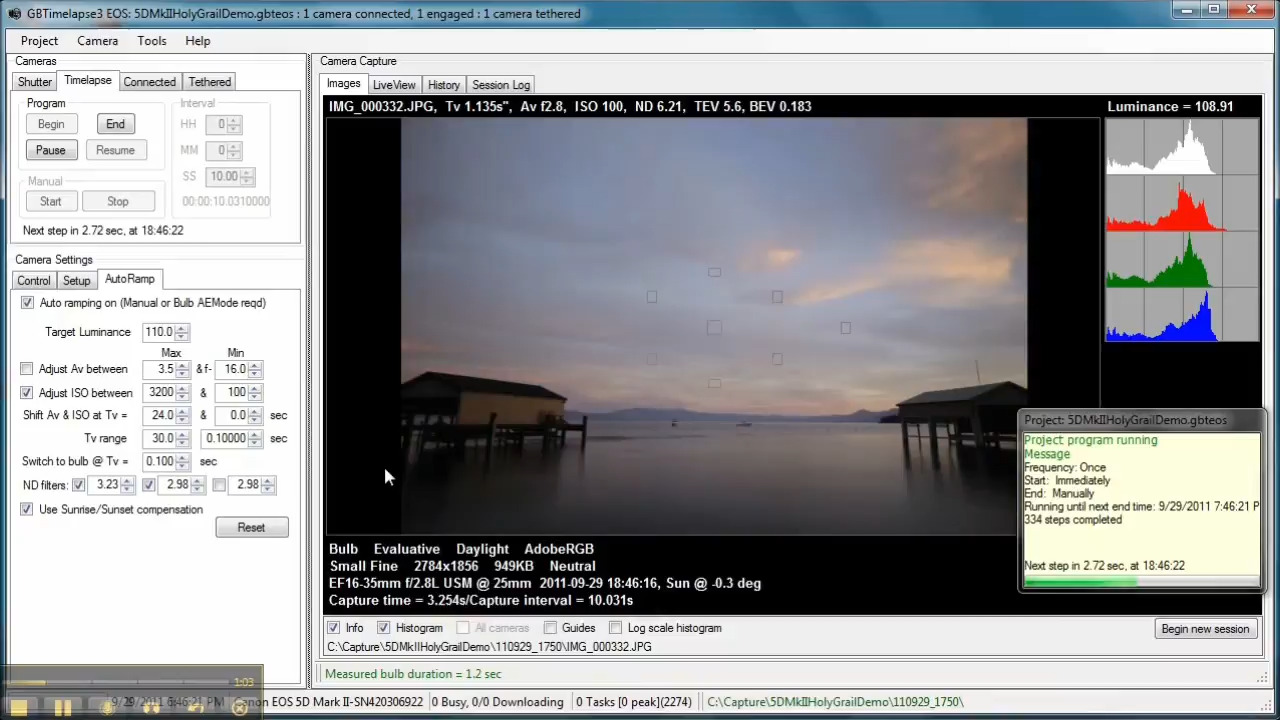 GBTimelapse3 EOS: 5DMkIIHolyGrailDemo.gbteos : 1 camera connected, 1 engaged : 1 camera tethered
Project Camera Tools Help
Cameras
Shutter Timelapse Connected Tethered
Program
Begin End
Pause Resume
Interval
HH 0
MM 0
SS 10.00
00:00:10.0310000
Manual
Start Stop
Next step in 2.72 sec, at 18:46:22
Camera Settings
Control Setup AutoRamp
Auto ramping on (Manual or Bulb AEMode reqd)
Target Luminance 110.0
Max Min
Adjust Av between 3.5 & f- 16.0
Adjust ISO between 3200 & 100
Shift Av & ISO at Tv = 24.0 & 0.0 sec
Tv range 30.0 0.10000 sec
Switch to bulb @ Tv = 0.100 sec
ND filters: 3.23 2.98 2.98
Use Sunrise/Sunset compensation
Reset
Camera Capture
Images LiveView History Session Log
IMG_000332.JPG, Tv 1.135s", Av f2.8, ISO 100, ND 6.21, TEV 5.6, BEV 0.183
Luminance = 108.91
Project: 5DMkIIHolyGrailDemo.gbteos
Project program running
Message
Frequency: Once
Start: Immediately
End: Manually
Running until next end time: 9/29/2011 7:46:21 P
334 steps completed
Next step in 2.72 sec, at 18:46:22
Bulb Evaluative Daylight AdobeRGB
Small Fine 2784x1856 949KB Neutral
EF16-35mm f/2.8L USM @ 25mm 2011-09-29 18:46:16, Sun @ -0.3 deg
Capture time = 3.254s/Capture interval = 10.031s
Info Histogram All cameras Guides Log scale histogram
Begin new session
C:\Capture\5DMkIIHolyGrailDemo\110929_1750\IMG_000332.JPG
Measured bulb duration = 1.2 sec
1:03
9/29/2011 6:46:21 PM
non EOS 5D Mark II-SN420306922 0 Busy, 0/0 Downloading 0 Tasks [0 peak](2274) C:\Capture\5DMkIIHolyGrailDemo\110929_1750\